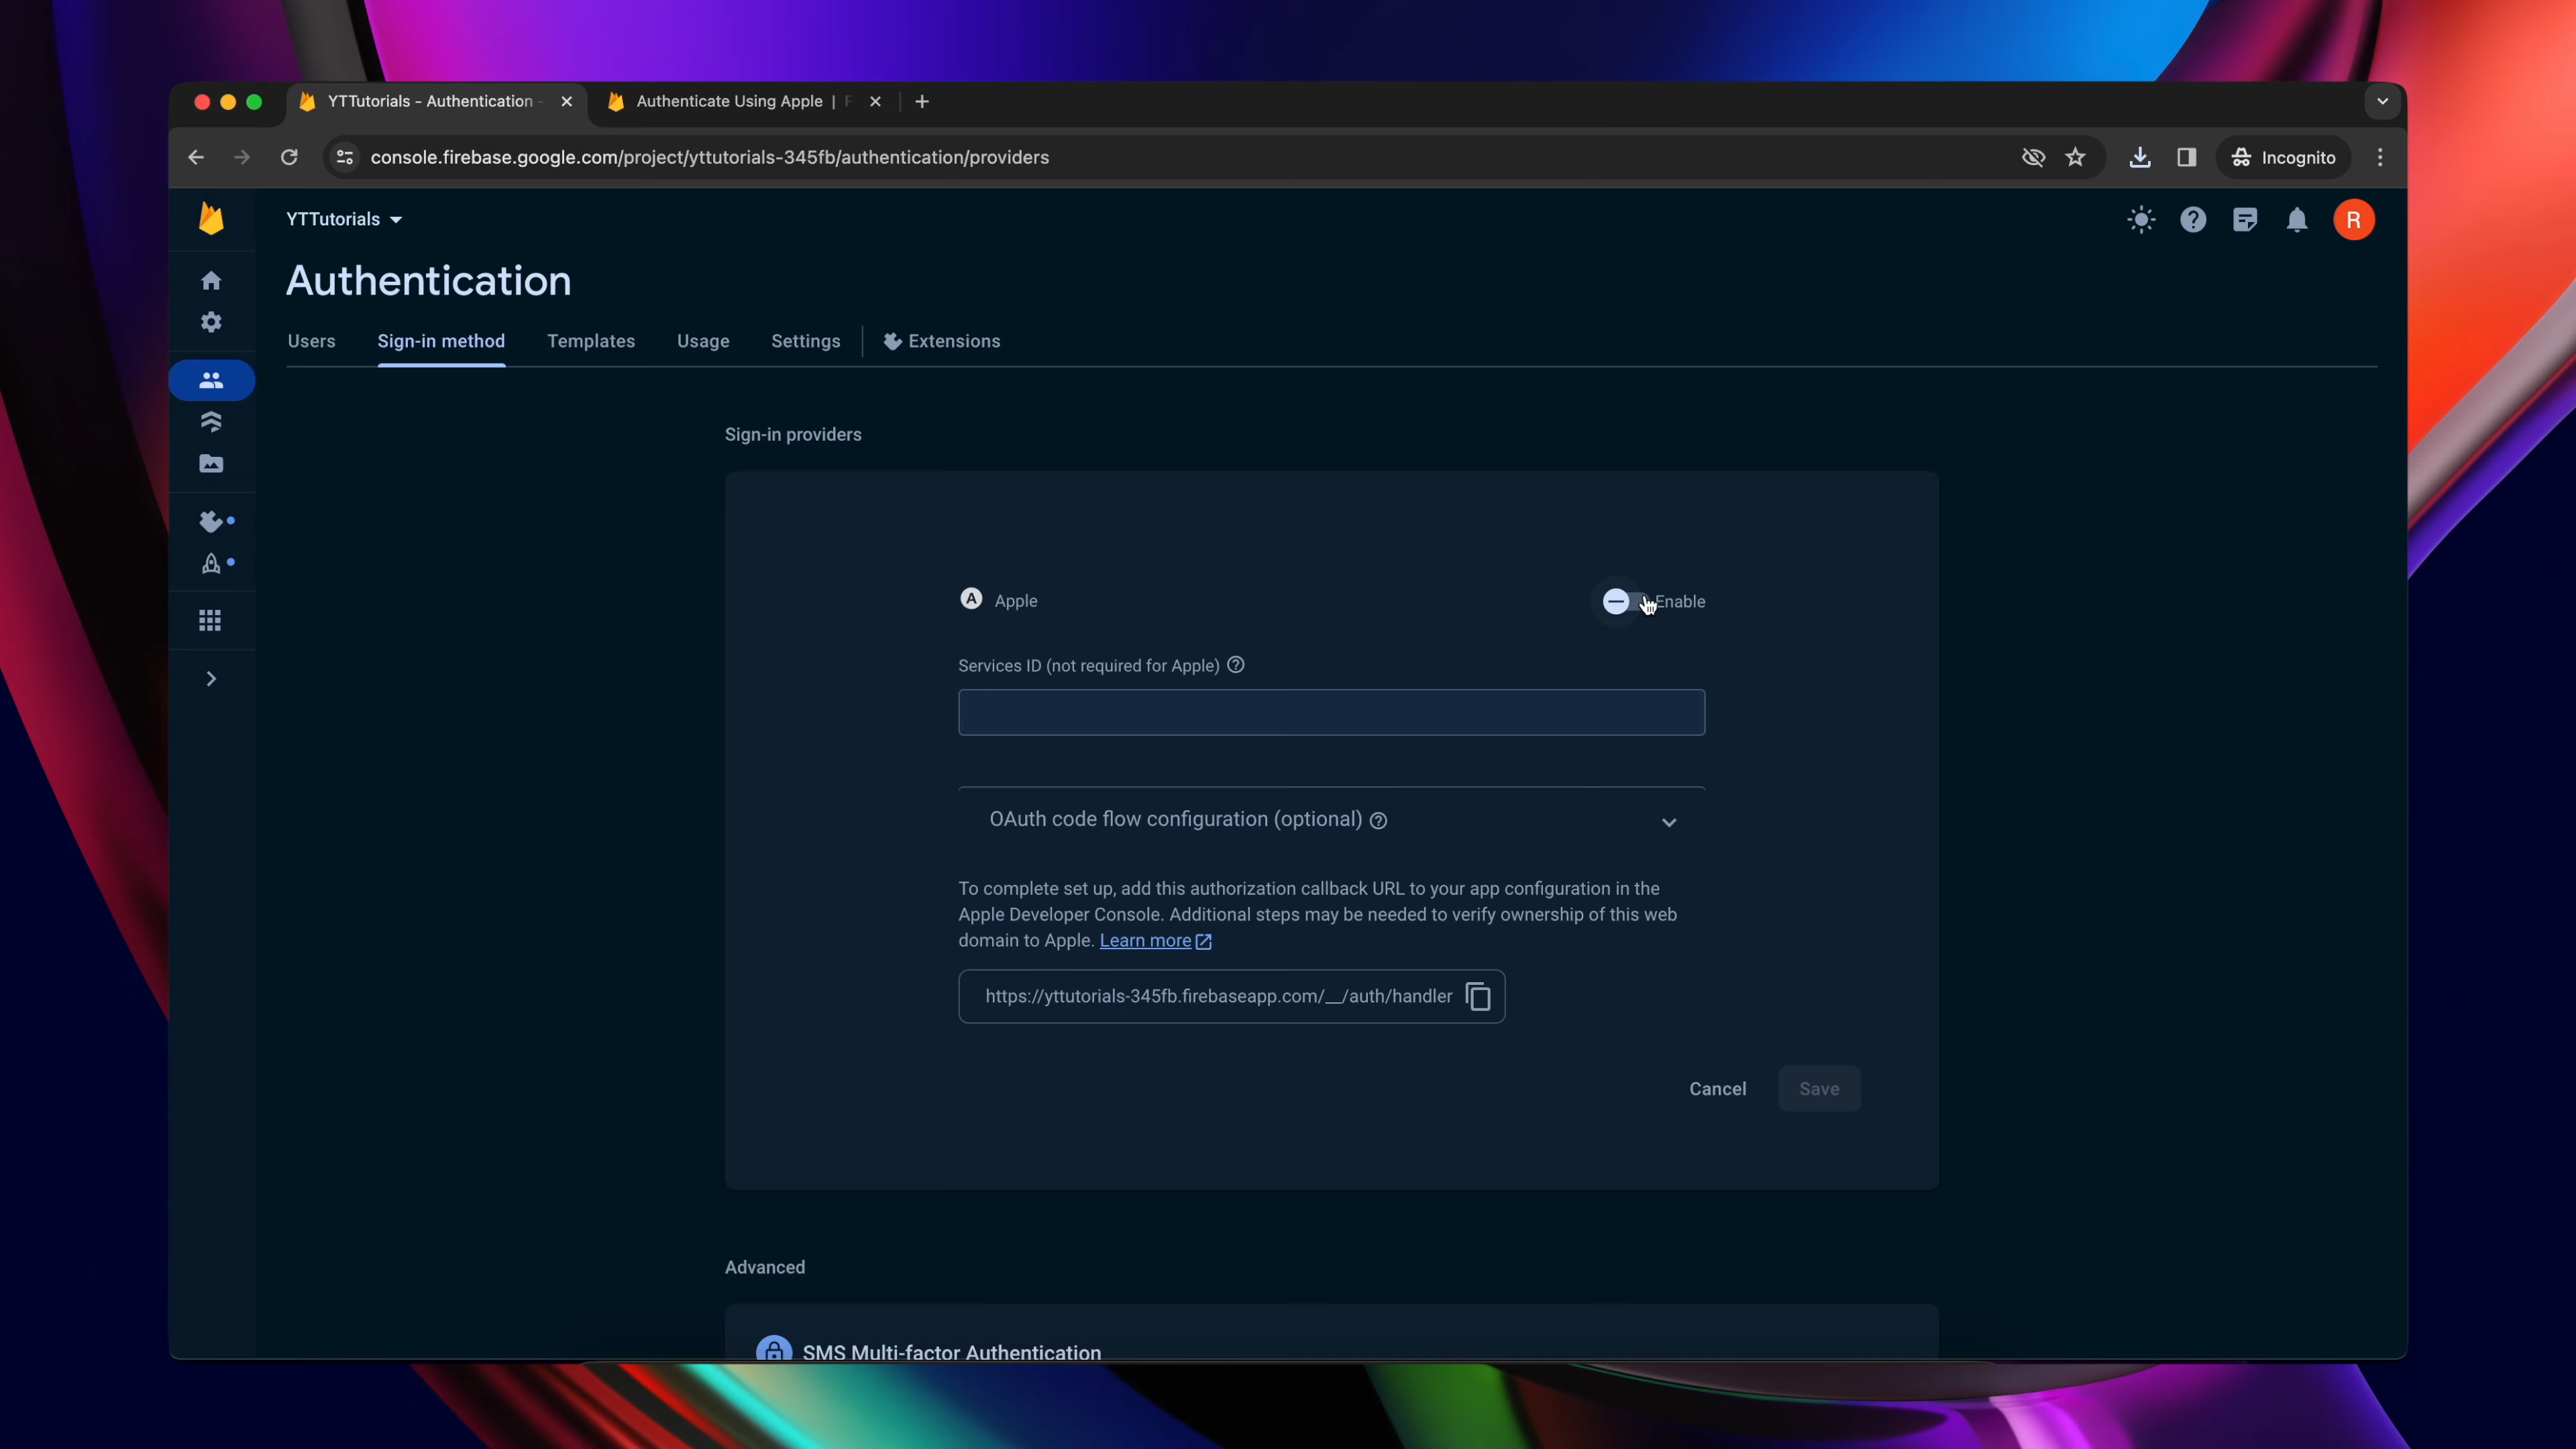 YTTutorials - Authentication -
Authenticate Using Apple | F
console.firebase.google.com/project/yttutorials-345fb/authentication/providers
Incognito
YTTutorials
R
Authentication
Users
Sign-in method
Templates
Usage
Settings
Extensions
Sign-in providers
A
Apple
Enable
Services ID (not required for Apple)
OAuth code flow configuration (optional)
To complete set up, add this authorization callback URL to your app configuration in the
Apple Developer Console. Additional steps may be needed to verify ownership of this web
domain to Apple. Learn more
https://yttutorials-345fb.firebaseapp.com/__/auth/handler
Cancel
Save
Advanced
SMS Multi-factor Authentication